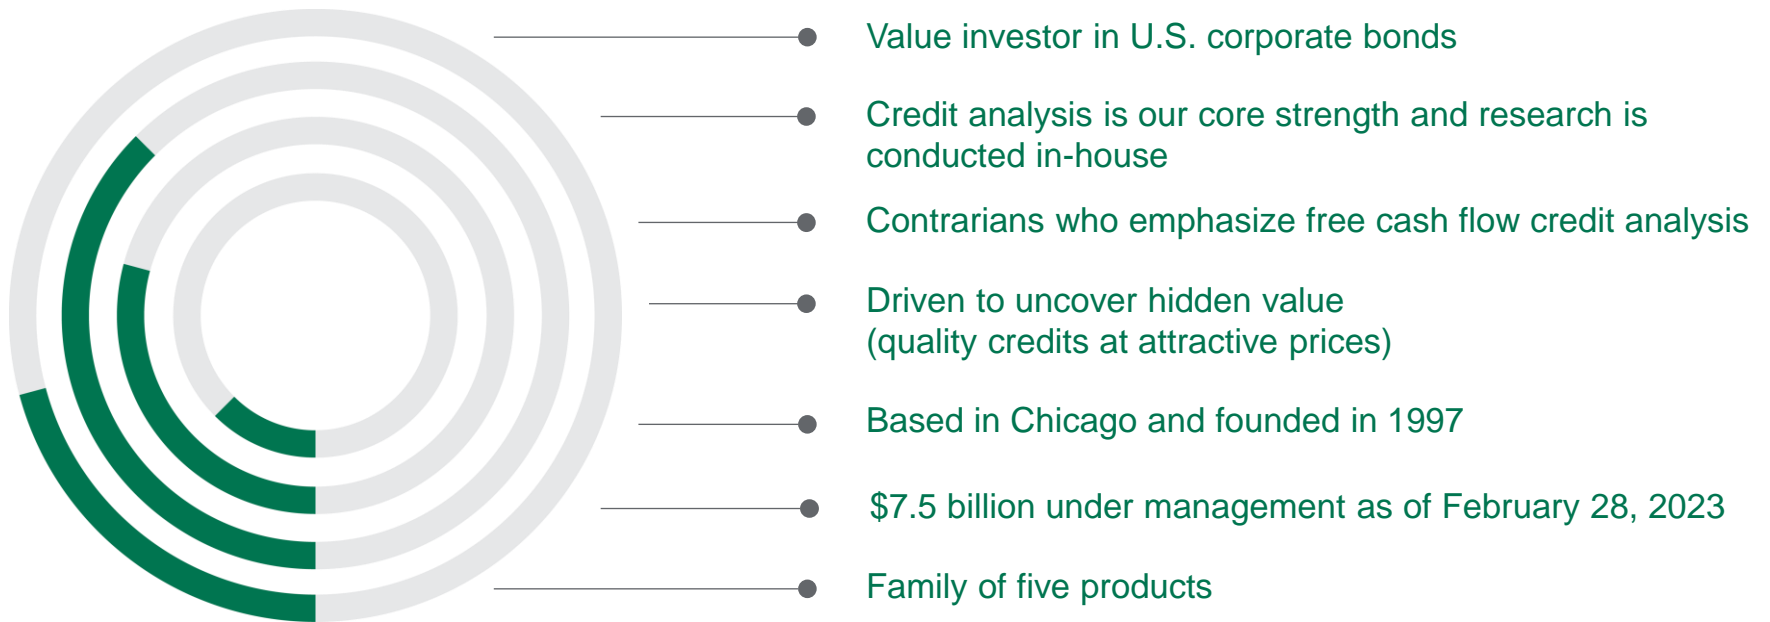 Value investor in U.S. corporate bonds
Credit analysis is our core strength and research is
conducted in-house
Contrarians who emphasize free cash flow credit analysis
Driven to uncover hidden value
(quality credits at attractive prices)
Based in Chicago and founded in 1997
$7.5 billion under management as of February 28, 2023
Family of five products